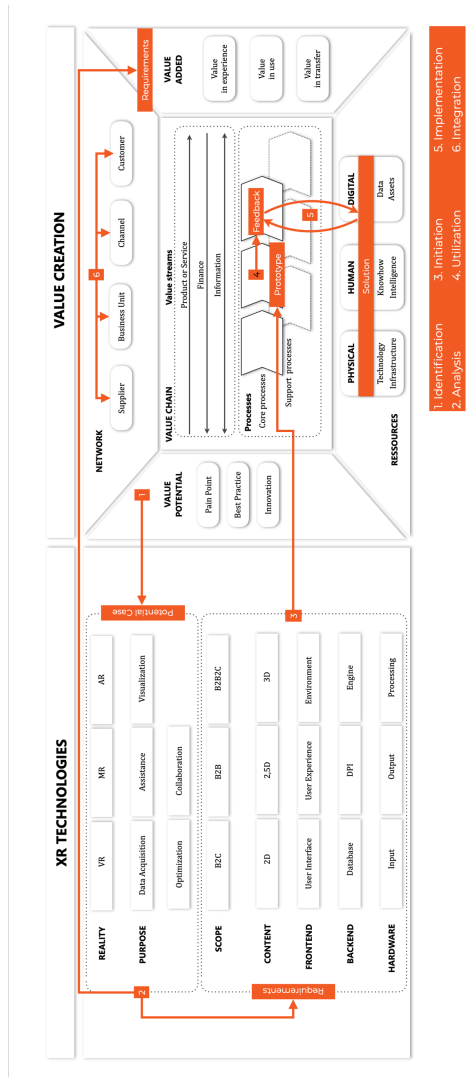 XR TECHNOLOGIES
REALITY
VR
MR
AR
PURPOSE
Data Acquisition
Assistance
Visualization
Optimization
Collaboration
Potential Case
2
SCOPE
B2C
B2B
B2B2C
CONTENT
2D
2,5D
3D
FRONTEND
User Interface
User Experience
Environment
BACKEND
Database
DPI
Engine
HARDWARE
Input
Output
Processing
Requirements
3
VALUE CREATION
NETWORK
6
Supplier
Business Unit
Channel
Customer
1
VALUE
POTENTIAL
Pain Point
Best Practice
Innovation
VALUE CHAIN
Value streams
Product or Service
Finance
Information
Processes
Core processes
Support processes
4
Prototype
Feedback
5
Requirements
VALUE
ADDED
Value
in experience
Value
in use
Value
in transfer
RESSOURCES
PHYSICAL
HUMAN
DIGITAL
Solution
Technology
Infrastructure
Knowhow
Intelligence
Data
Assets
1. Identification
2. Analysis
3. Initiation
4. Utilization
5. Implementation
6. Integration